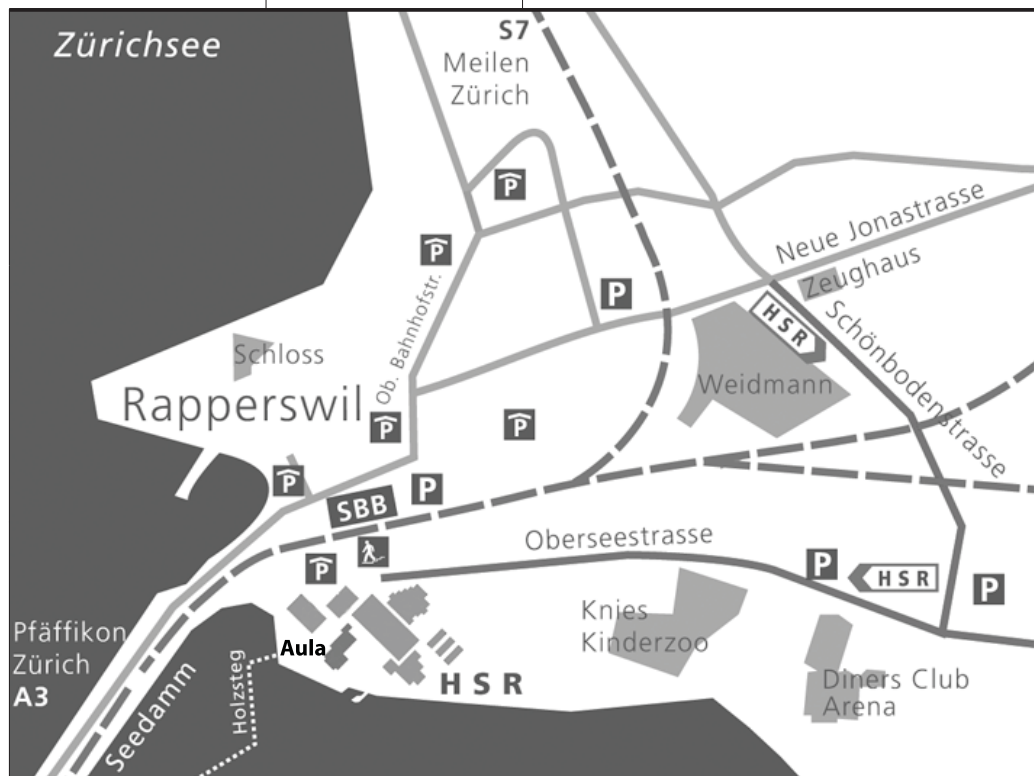 Zürichsee
S7
Meilen
Zürich
P
P
P
Neue Jonastrasse
Zeughaus
HSR
Schönbodenstrasse
Ob. Bahnhofstr.
Schloss
Rapperswil
Weidmann
P
P
P
P
SBB
Oberseestrasse
P
P
HSR
P
Knies
Kinderzoo
Pfäffikon
Zürich
A3
Aula
Holzsteg
Seedamm
HSR
Diners Club
Arena